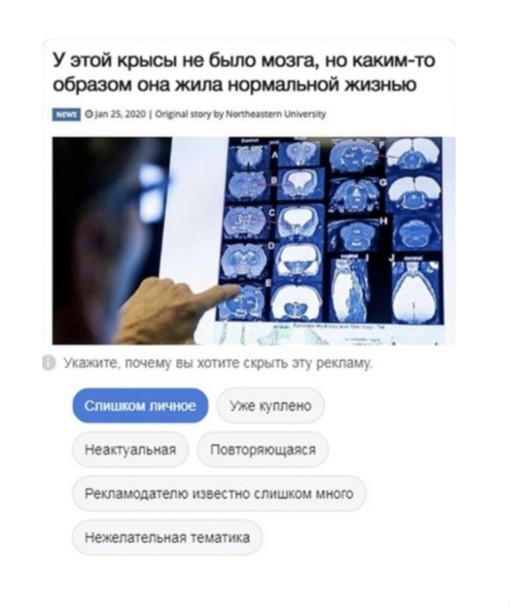 У этой крысы не было мозга, но каким-то
образом она жила нормальной жизнью
NEWS Jan 25, 2020 | Original story by Northeastern University
Control
A
B
C
D
E
F
G
H
J
Укажите, почему вы хотите скрыть эту рекламу.
Слишком личное
Уже куплено
Неактуальная
Повторяющаяся
Рекламодателю известно слишком много
Нежелательная тематика